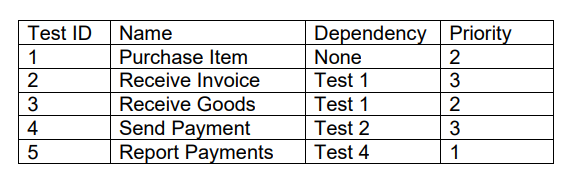 Test ID Name Dependency Priority
1 Purchase Item None 2
2 Receive Invoice Test 1 3
3 Receive Goods Test 1 2
4 Send Payment Test 2 3
5 Report Payments Test 4 1